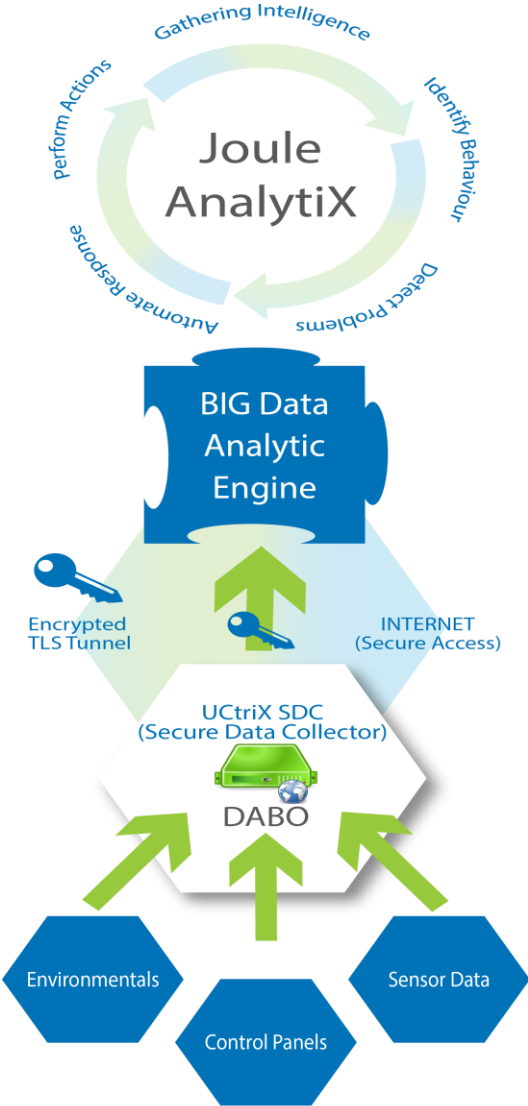 Gathering Intelligence
Identify Behaviour
Detect Problems
Automate Response
Perform Actions
Joule
AnalytiX
BIG Data
Analytic
Engine
Encrypted
TLS Tunnel
INTERNET
(Secure Access)
UCtriX SDC
(Secure Data Collector)
DABO
Environmentals
Control Panels
Sensor Data